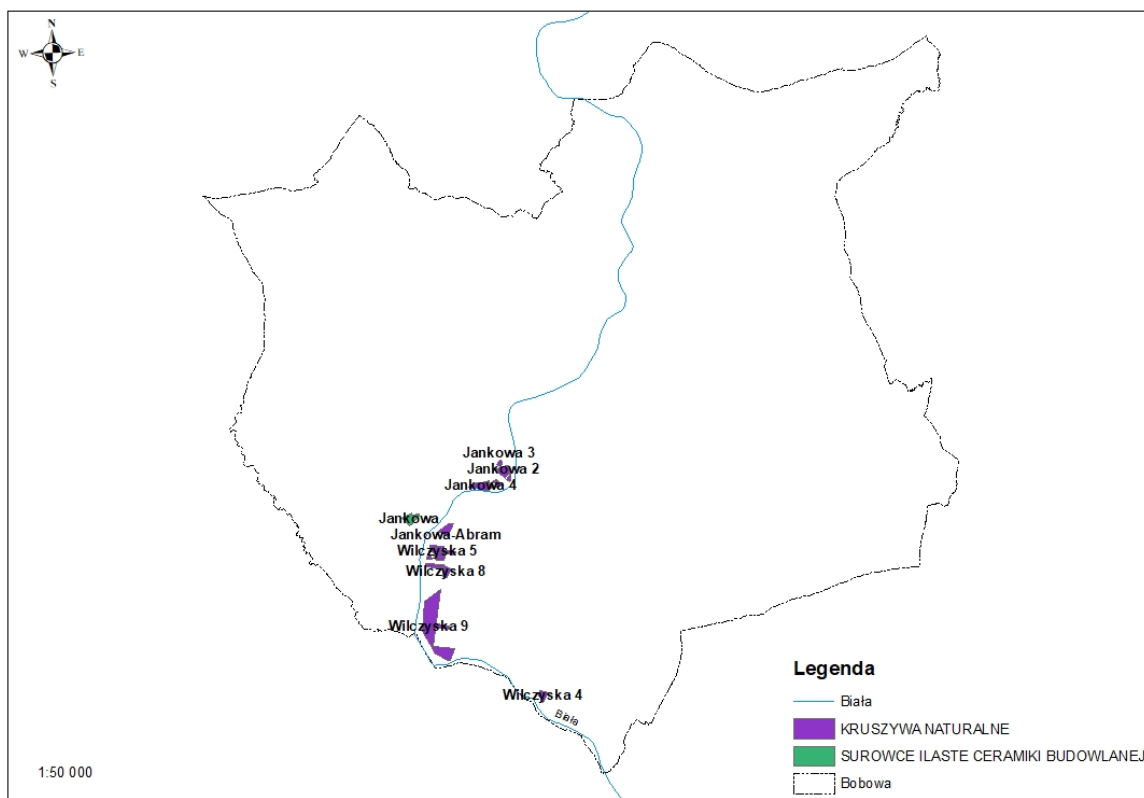 N
W E
S
Jankowa 3
Jankowa 2
Jankowa 4
Jankowa
Jankowa-Abram
Wilczyska 5
Wilczyska 8
Wilczyska 9
Wilczyska 4
Biała
Legenda
Biała
KRUSZYWA NATURALNE
SUROWCE ILASTE CERAMIKI BUDOWLANEJ
Bobowa
1:50 000